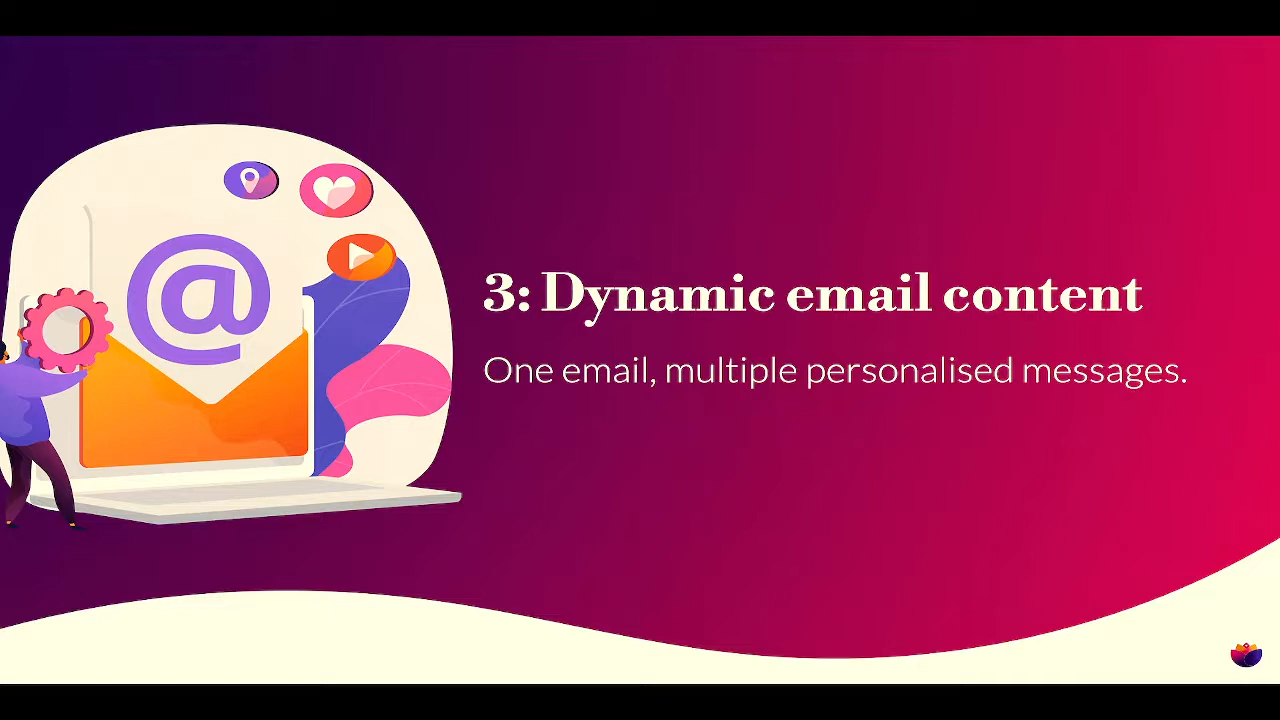 @
3: Dynamic email content
One email, multiple personalised messages.